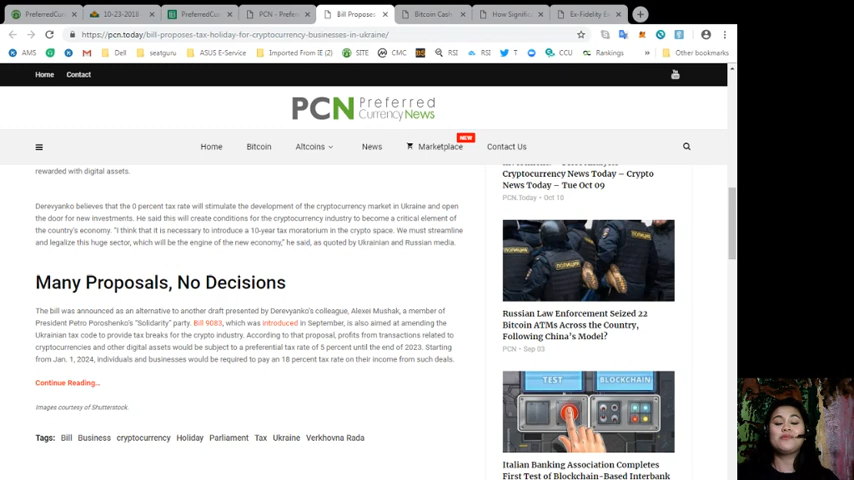 PreferredCu
10-23-2018
PreferredCur
PCN - Prefer
Bill Proposes
Bitcoin Cash
How Signific
Ex-Fidelity E
https://pcn.today/bill-proposes-tax-holiday-for-cryptocurrency-businesses-in-ukraine/
AMS
Dell
seatguru
ASUS E-Service
Imported From IE (2)
SITE
CMC
RSI
RSI
T
Zoom
CCU
Ranking
Other bookmarks
Home
Contact
PCN Preferred
Currency News
Home
Bitcoin
Altcoins
News
Marketplace
NEW
Contact Us
rewarded with digital assets.
Derevyanko believes that the 0 percent tax rate will stimulate the development of the cryptocurrency market in Ukraine and open
the door for new investments. He said this will create conditions for the cryptocurrency industry to become a critical element of
the country's economy. "I think that it is necessary to introduce a 10-year tax moratorium in the crypto space. We must streamline
and legalize this huge sector, which will be the engine of the new economy," he said, as quoted by Ukrainian and Russian media.
Many Proposals, No Decisions
The bill was announced as an alternative to another draft presented by Derevyanko's colleague, Alexei Mushak, a member of
President Petro Poroshenko's "Solidarity" party. Bill 9083, which was introduced in September, is also aimed at amending the
Ukrainian tax code to provide tax breaks for the crypto industry. According to that proposal, profits from transactions related to
cryptocurrencies and other digital assets would be subject to a preferential tax rate of 5 percent until the end of 2023. Starting
from Jan. 1, 2024, individuals and businesses would be required to pay an 18 percent tax rate on their income from such deals.
Continue Reading...
Images courtesy of Shutterstock.
Tags: Bill Business cryptocurrency Holiday Parliament Tax Ukraine Verkhovna Rada
Crypto News Today – Crypto
News Today – Tue Oct 09
PCN.Today • Oct 10
ПОЛИЦИЯ
Russian Law Enforcement Seized 22
Bitcoin ATMs Across the Country,
Following China's Model?
PCN • Sep 03
TEST
BLOCKCHAIN
Italian Banking Association Completes
First Test of Blockchain-Based Interbank